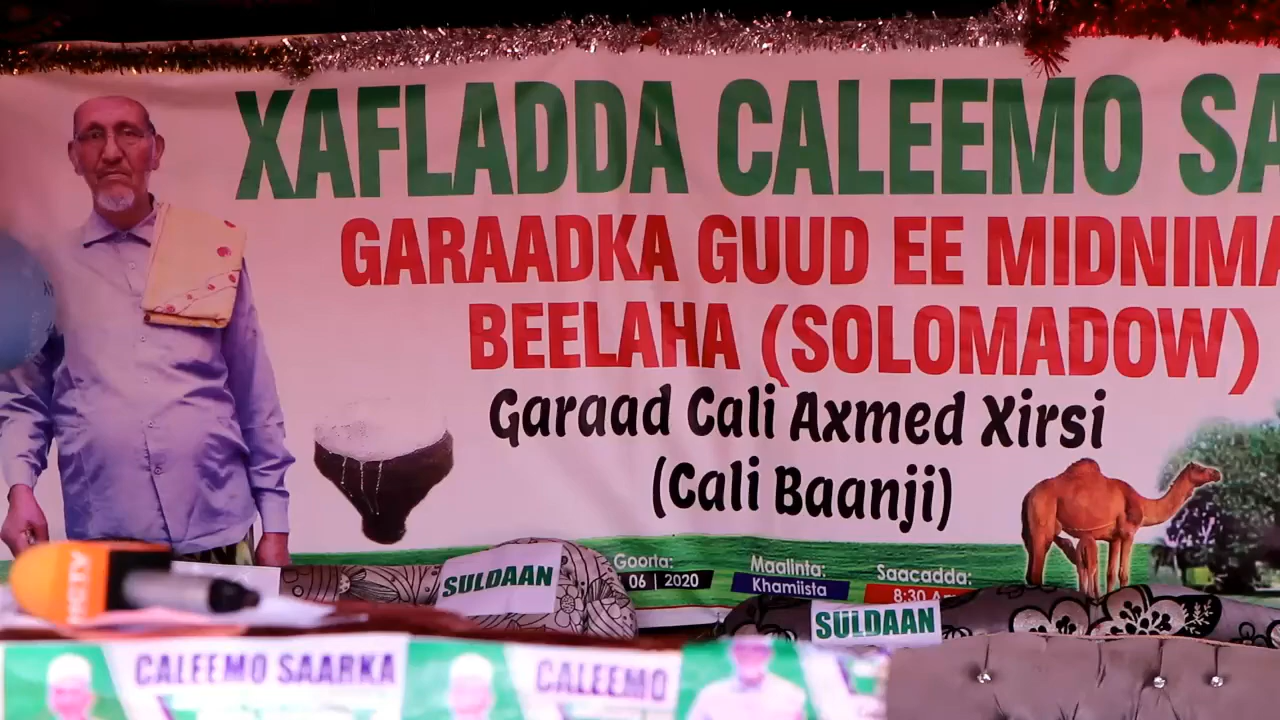 XAFLADDA CALEEMO SA
GARAADKA GUUD EE MIDNIMA
BEELAHA (SOLOMADOW)
Garaad Cali Axmed Xirsi
(Cali Baanji)
Goorta: Maalinta: Saacadda:
06 | 2020 Khamiista 8:30
SULDAAN
SULDAAN
CALEEMO SAARKA CALEEMO